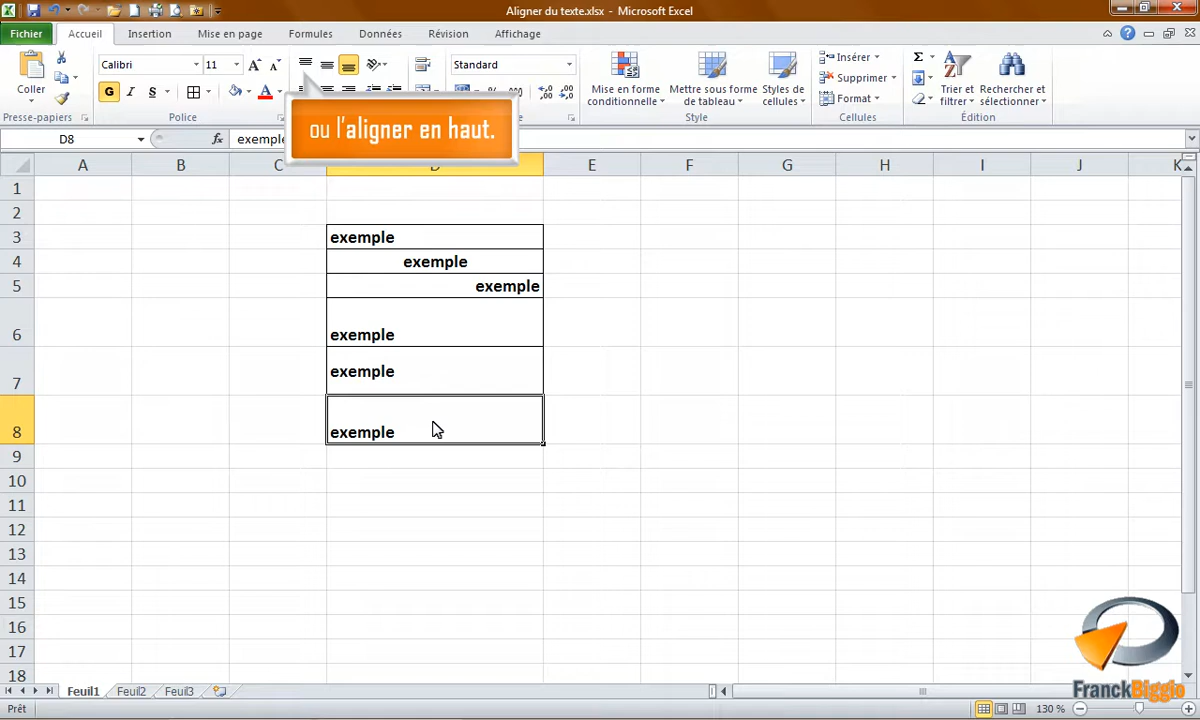 Aligner du texte.xlsx - Microsoft Excel
Fichier Accueil Insertion Mise en page Formules Données Révision Affichage
Calibri 11 Standard
Coller
G I S
Mise en forme conditionnelle
Mettre sous forme de tableau
Styles de cellules
Insérer
Supprimer
Format
Trier et filtrer
Rechercher et sélectionner
Presse-papiers Police Style Cellules Édition
ou l'aligner en haut.
D8 fx exemple
A B C D E F G H I J K
1
2
3 exemple
4 exemple
5 exemple
6 exemple
7 exemple
8 exemple
9
10
11
12
13
14
15
16
17
18
FranckBiggio
Feuil1 Feuil2 Feuil3
Prêt 130 %